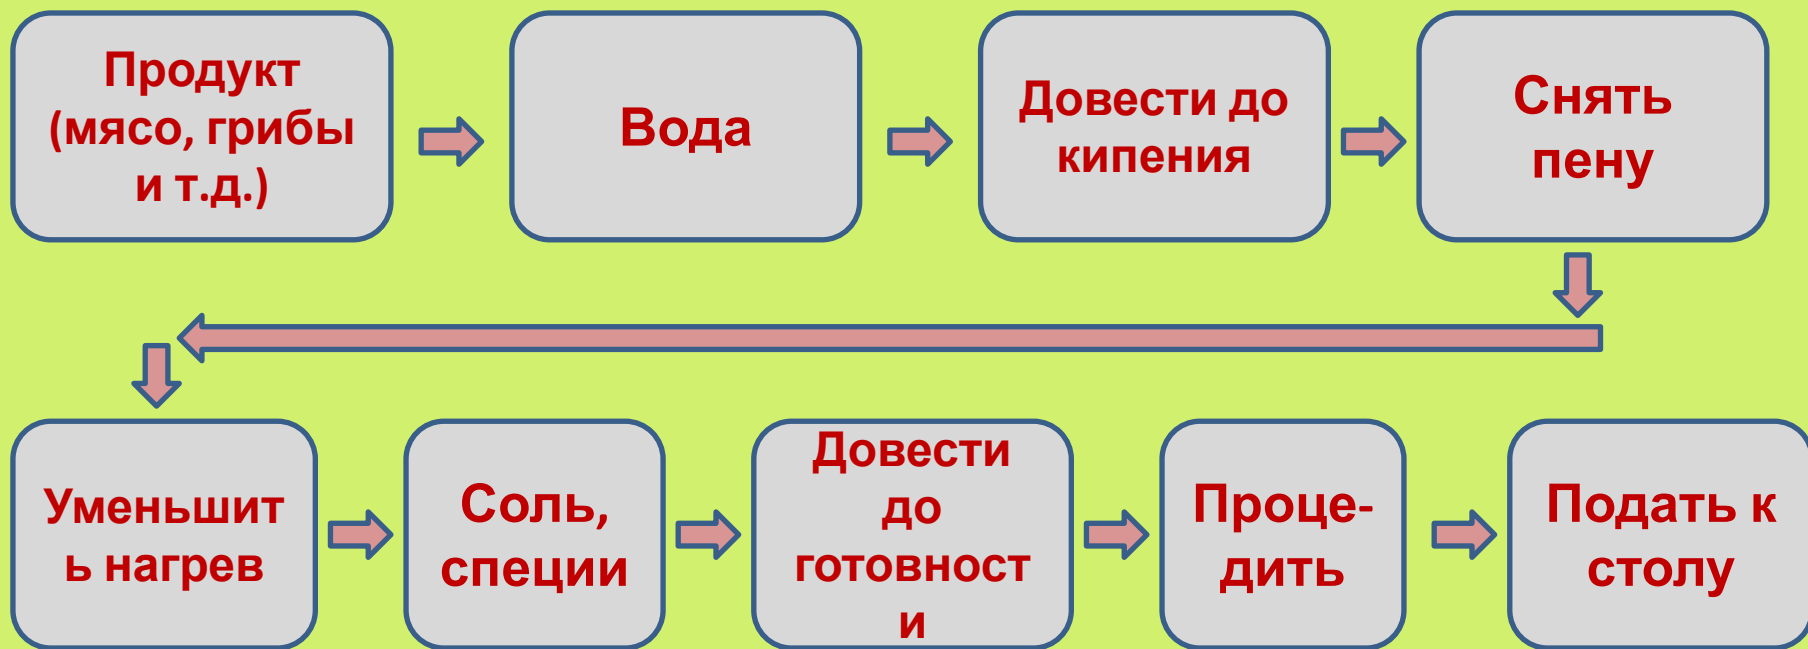 Продукт
(мясо, грибы
и т.д.)
Вода
Довести до
кипения
Снять
пену
Уменьшит
ь нагрев
Соль,
специи
Довести
до
готовност
и
Проце-
дить
Подать к
столу